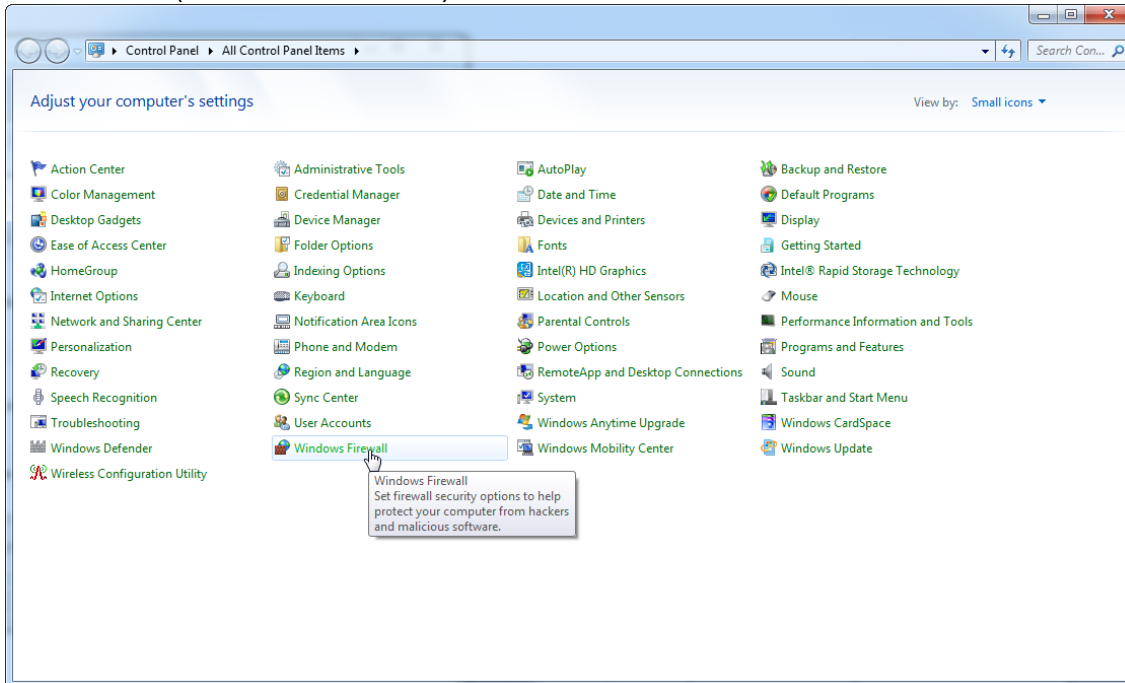 Control Panel ▸ All Control Panel Items ▸
Search Con...
Adjust your computer's settings
View by: Small icons
Action Center Administrative Tools AutoPlay Backup and Restore
Color Management Credential Manager Date and Time Default Programs
Desktop Gadgets Device Manager Devices and Printers Display
Ease of Access Center Folder Options Fonts Getting Started
HomeGroup Indexing Options Intel(R) HD Graphics Intel® Rapid Storage Technology
Internet Options Keyboard Location and Other Sensors Mouse
Network and Sharing Center Notification Area Icons Parental Controls Performance Information and Tools
Personalization Phone and Modem Power Options Programs and Features
Recovery Region and Language RemoteApp and Desktop Connections Sound
Speech Recognition Sync Center System Taskbar and Start Menu
Troubleshooting User Accounts Windows Anytime Upgrade Windows CardSpace
Windows Defender Windows Firewall Windows Mobility Center Windows Update
Wireless Configuration Utility
Windows Firewall
Set firewall security options to help
protect your computer from hackers
and malicious software.